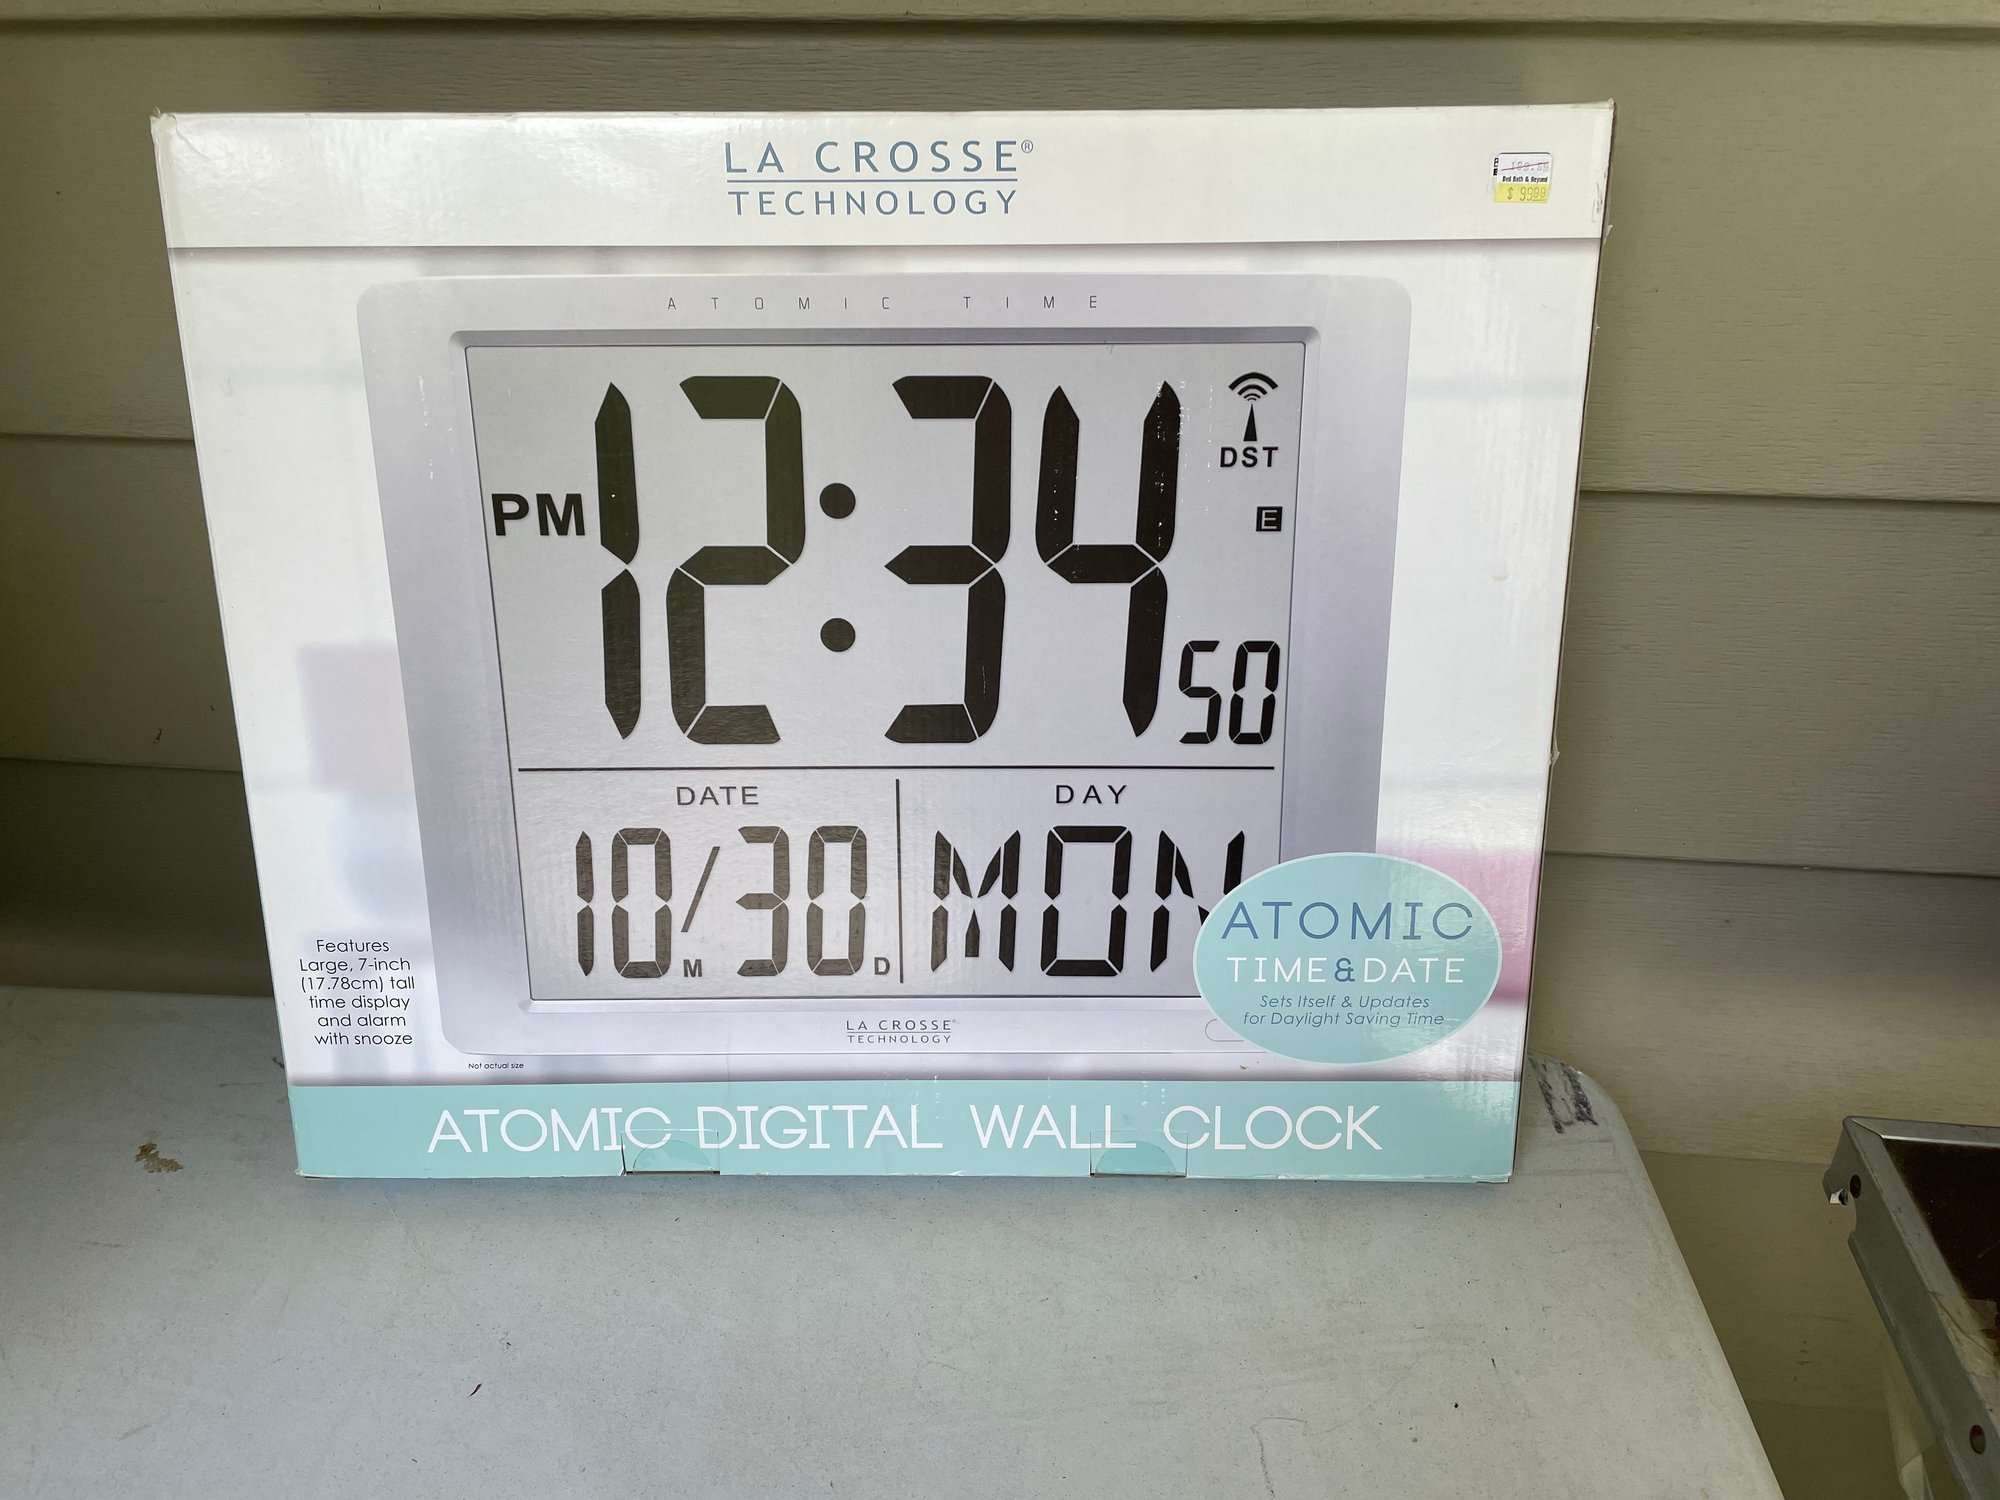 LA CROSSE®
TECHNOLOGY
Bed Bath & Beyond
$ 9999
ATOMIC TIME
PM 12:34 50
DST
E
DATE
DAY
10/30
M D
MON
ATOMIC
TIME&DATE
Sets Itself & Updates
for Daylight Saving Time
Features
Large, 7-inch
(17.78cm) tall
time display
and alarm
with snooze
LA CROSSE®
TECHNOLOGY
Not actual size
ATOMIC DIGITAL WALL CLOCK